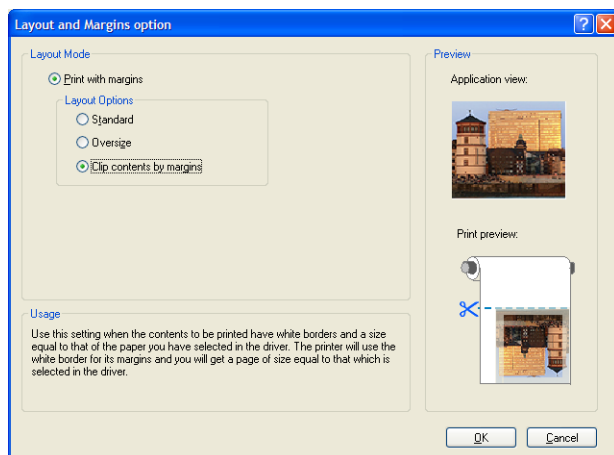 Layout and Margins option
Layout Mode
Print with margins
Layout Options
Standard
Oversize
Clip contents by margins
Usage
Use this setting when the contents to be printed have white borders and a size
equal to that of the paper you have selected in the driver. The printer will use the
white border for its margins and you will get a page of size equal to that which is
selected in the driver.
Preview
Application view:
Print preview:
OK
Cancel